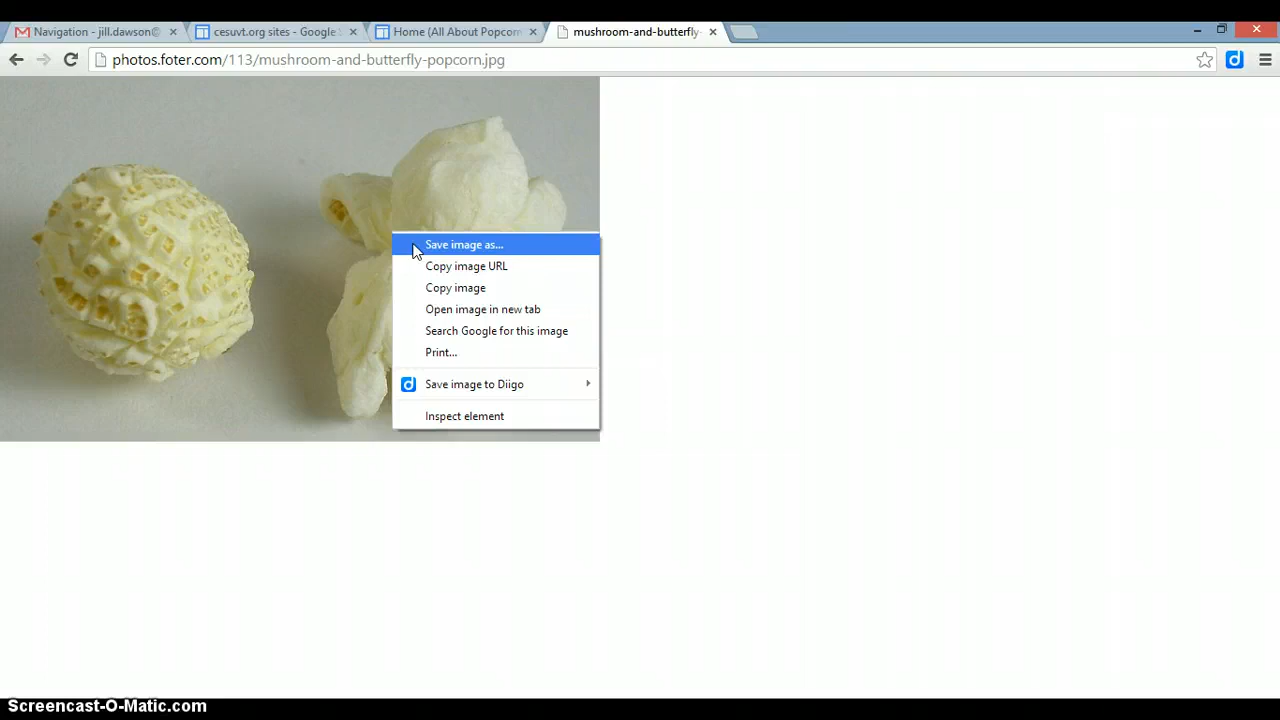 Navigation - jill.dawson@
cesuvt.org sites - Google
Home (All About Popcorn
mushroom-and-butterfly-
photos.foter.com/113/mushroom-and-butterfly-popcorn.jpg
Save image as...
Copy image URL
Copy image
Open image in new tab
Search Google for this image
Print...
d Save image to Diigo
Inspect element
Screencast-O-Matic.com